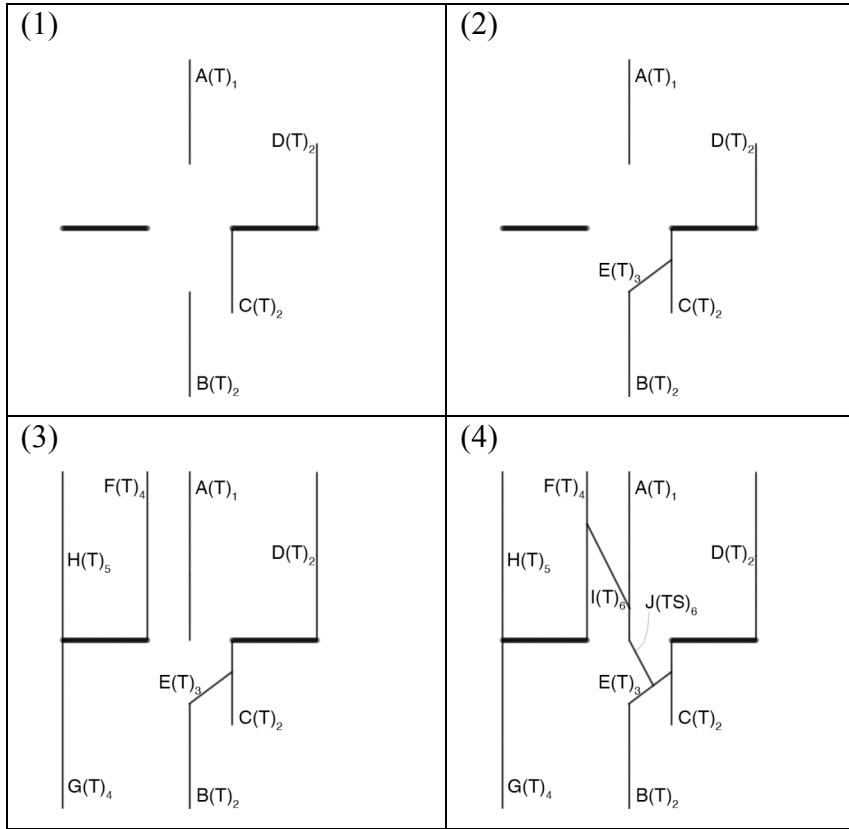 (1)
A(T)₁
D(T)₂
C(T)₂
B(T)₂
(2)
A(T)₁
D(T)₂
E(T)₃
C(T)₂
B(T)₂
(3)
F(T)₄
A(T)₁
H(T)₅
D(T)₂
E(T)₃
C(T)₂
G(T)₄
B(T)₂
(4)
F(T)₄
A(T)₁
H(T)₅
D(T)₂
I(T)₆
J(TS)₆
E(T)₃
C(T)₂
G(T)₄
B(T)₂